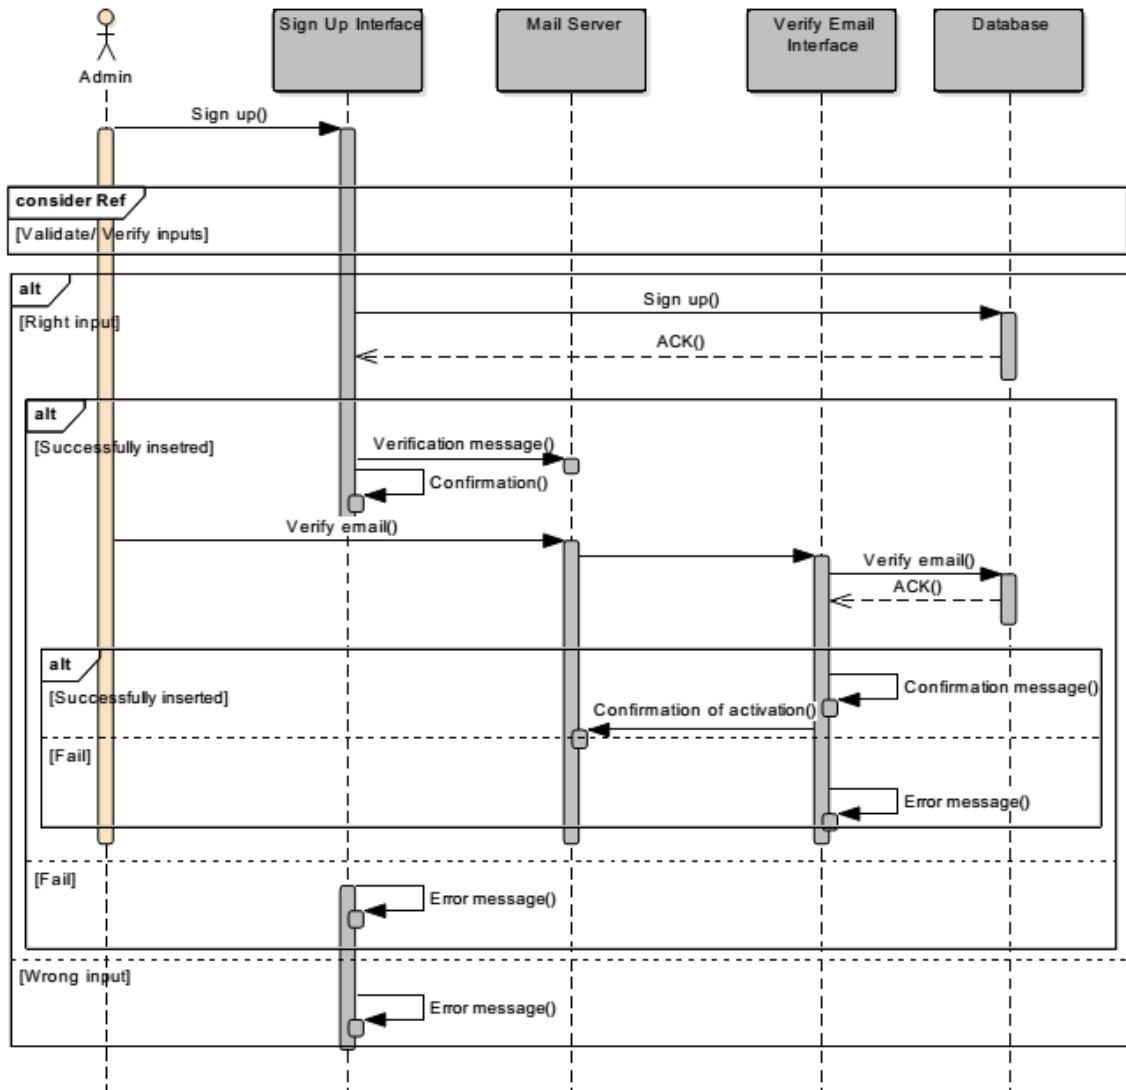 Sign Up Interface
Mail Server
Verify Email
Interface
Database
Admin
Sign up()
consider Ref
[Validate/ Verify inputs]
alt
[Right input]
Sign up()
ACK()
alt
[Successfully insetred]
Verification message()
Confirmation()
Verify email()
Verify email()
ACK()
alt
[Successfully inserted]
Confirmation message()
Confirmation of activation()
[Fail]
Error message()
[Fail]
Error message()
[Wrong input]
Error message()